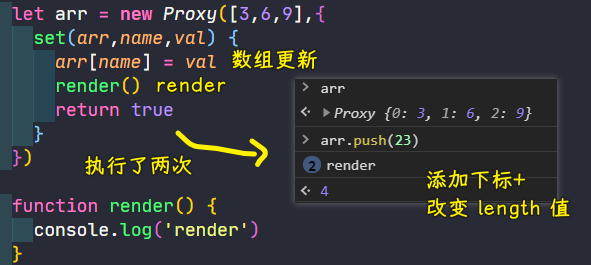 let arr = new Proxy([3,6,9],{
set(arr,name,val) {
arr[name] = val 数组更新
render() render
return true
}
})
执行了两次
function render() {
console.log('render')
}
> arr
Proxy {0: 3, 1: 6, 2: 9}
> arr.push(23)
2 render
4
添加下标+
改变 length 值